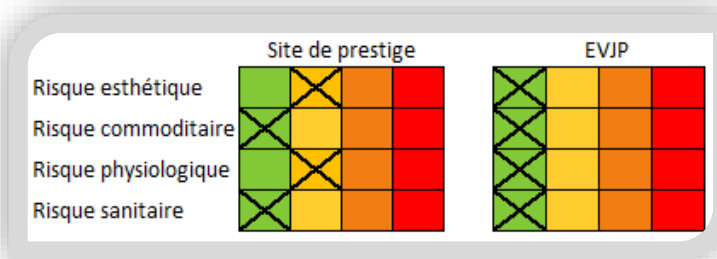 Site de prestige EVJP
Risque esthétique
Risque commoditaire
Risque physiologique
Risque sanitaire